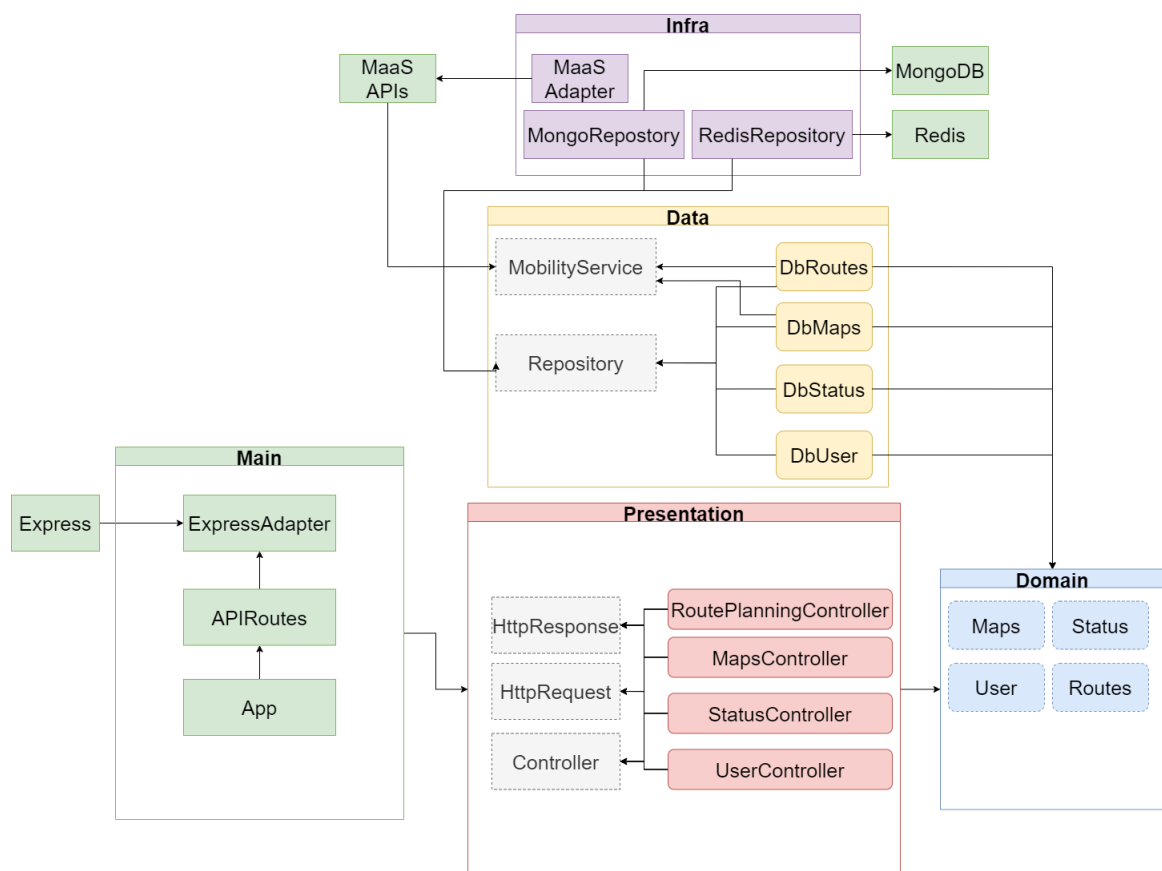 Infra
MaaS
APIs
MaaS
Adapter
MongoDB
MongoRepostory
RedisRepository
Redis
Data
MobilityService
DbRoutes
DbMaps
Repository
DbStatus
DbUser
Main
Express
ExpressAdapter
APIRoutes
App
Presentation
HttpResponse
RoutePlanningController
MapsController
HttpRequest
StatusController
Controller
UserController
Domain
Maps
Status
User
Routes